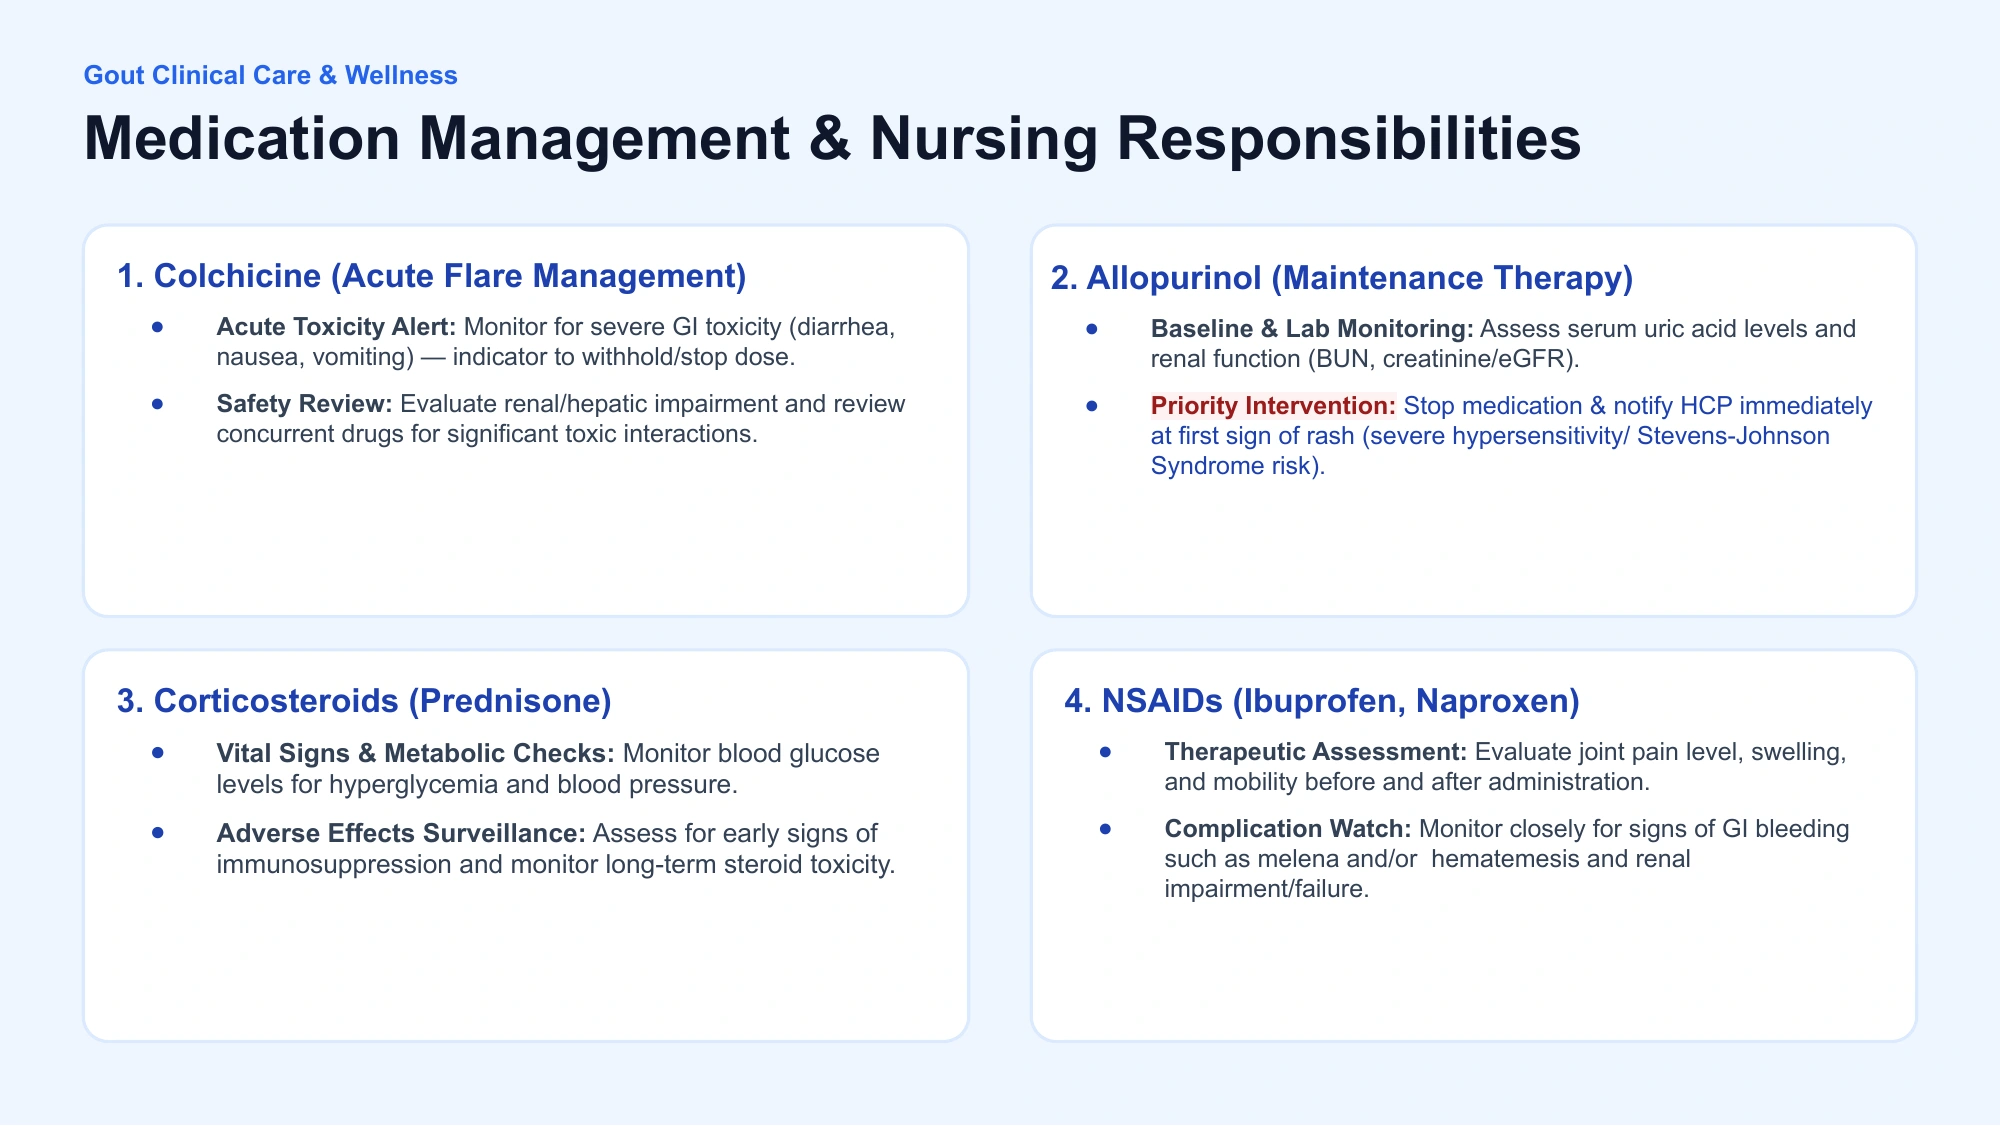 Gout Clinical Care & Wellness
Medication Management & Nursing Responsibilities
1. Colchicine (Acute Flare Management)
● Acute Toxicity Alert: Monitor for severe GI toxicity (diarrhea,
nausea, vomiting) — indicator to withhold/stop dose.
● Safety Review: Evaluate renal/hepatic impairment and review
concurrent drugs for significant toxic interactions.
2. Allopurinol (Maintenance Therapy)
● Baseline & Lab Monitoring: Assess serum uric acid levels and
renal function (BUN, creatinine/eGFR).
● Priority Intervention: Stop medication & notify HCP immediately
at first sign of rash (severe hypersensitivity/ Stevens-Johnson
Syndrome risk).
3. Corticosteroids (Prednisone)
● Vital Signs & Metabolic Checks: Monitor blood glucose
levels for hyperglycemia and blood pressure.
● Adverse Effects Surveillance: Assess for early signs of
immunosuppression and monitor long-term steroid toxicity.
4. NSAIDs (Ibuprofen, Naproxen)
● Therapeutic Assessment: Evaluate joint pain level, swelling,
and mobility before and after administration.
● Complication Watch: Monitor closely for signs of GI bleeding
such as melena and/or  hematemesis and renal
impairment/failure.